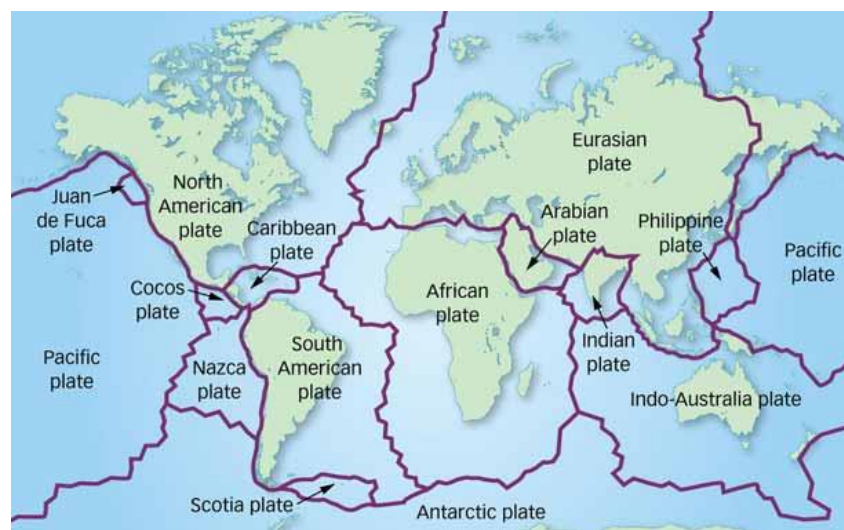 Eurasian
plate
Juan
de Fuca
plate
North
American
plate
Caribbean
plate
Arabian
plate
Philippine
plate
Pacific
plate
Cocos
plate
African
plate
Indian
plate
Pacific
plate
Nazca
plate
South
American
plate
Indo-Australia plate
Scotia plate
Antarctic plate